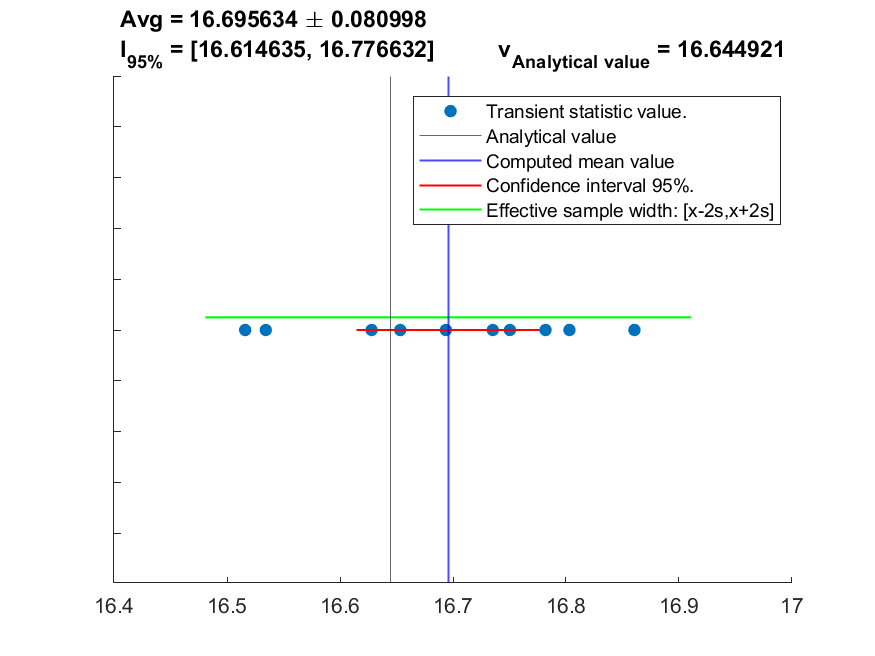 Avg = 16.695634 ± 0.080998
I95% = [16.614635, 16.776632] vAnalytical value = 16.644921
Transient statistic value.
Analytical value
Computed mean value
Confidence interval 95%.
Effective sample width: [x-2s,x+2s]
16.4 16.5 16.6 16.7 16.8 16.9 17